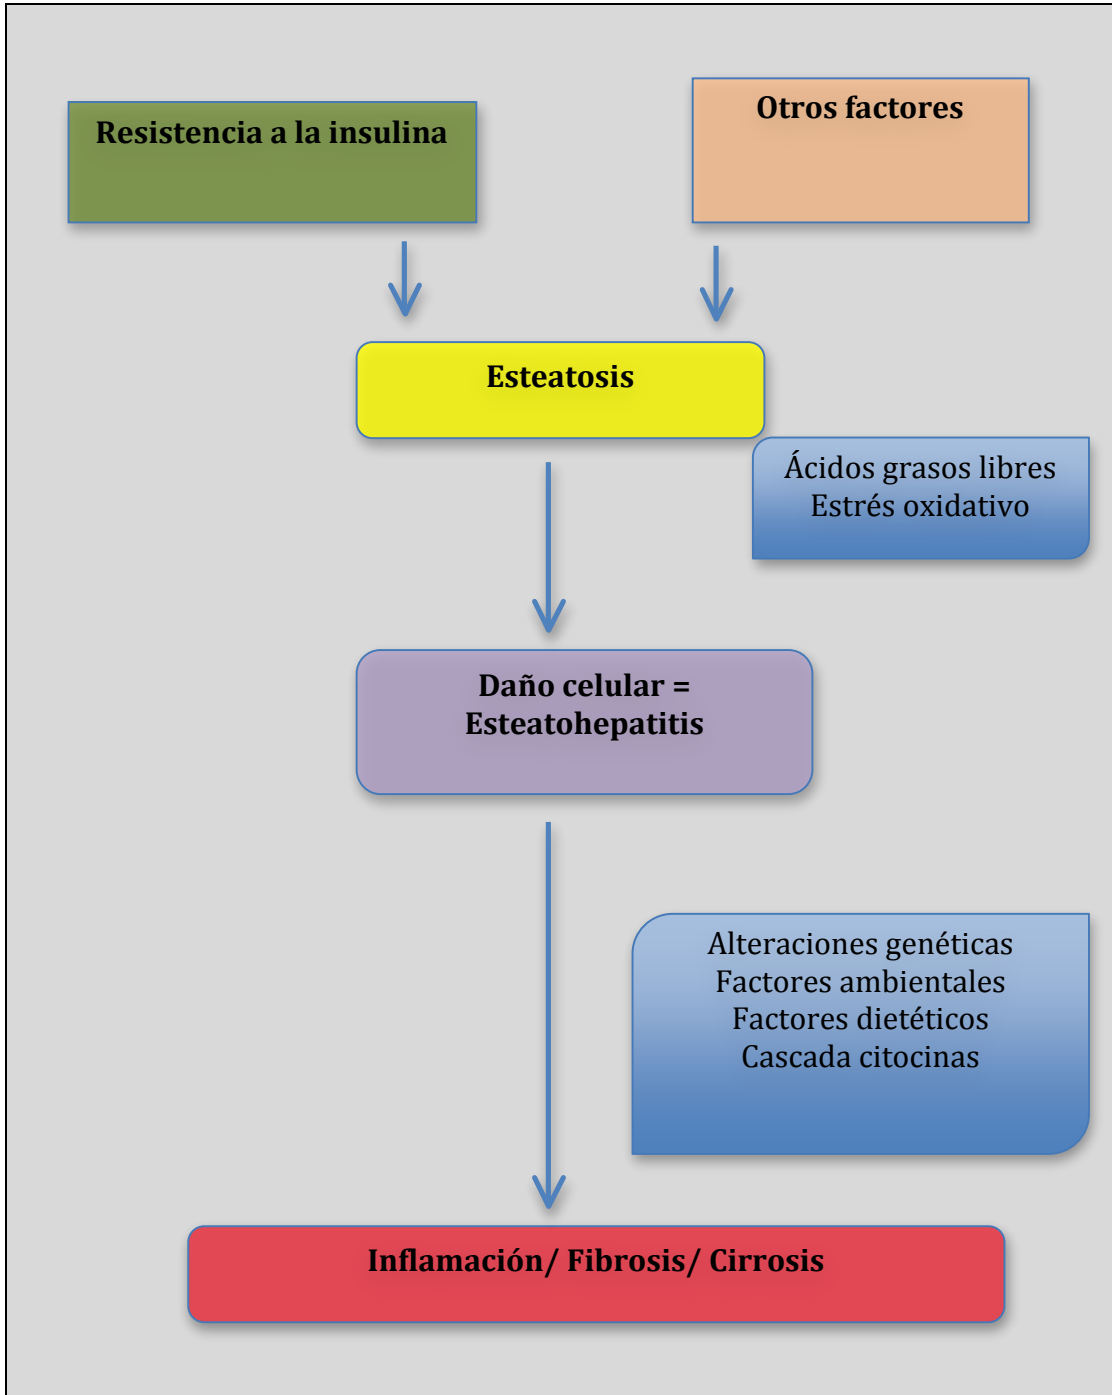 Resistencia a la insulina
Otros factores
Esteatosis
Ácidos grasos libres
Estrés oxidativo
Daño celular =
Esteatohepatitis
Alteraciones genéticas
Factores ambientales
Factores dietéticos
Cascada citocinas
Inflamación/ Fibrosis/ Cirrosis